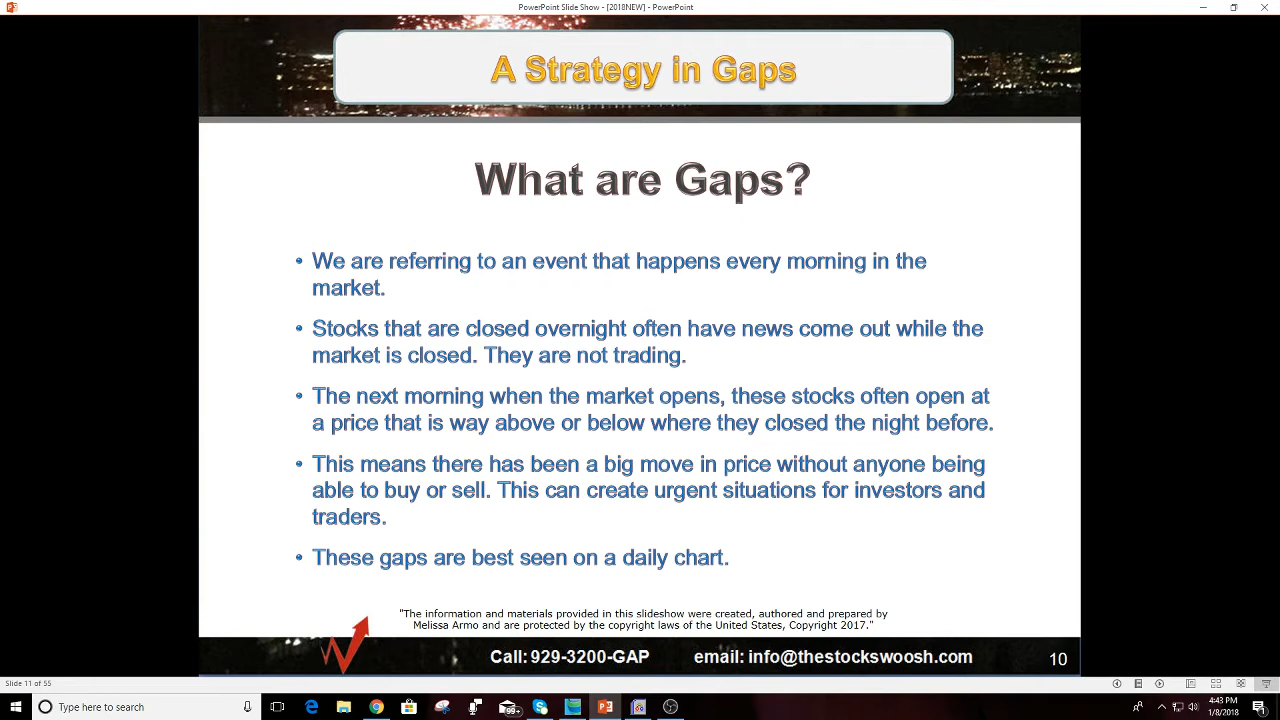 PowerPoint Slide Show - [2018NEW] - PowerPoint
A Strategy in Gaps
What are Gaps?
• We are referring to an event that happens every morning in the
market.
• Stocks that are closed overnight often have news come out while the
market is closed. They are not trading.
• The next morning when the market opens, these stocks often open at
a price that is way above or below where they closed the night before.
• This means there has been a big move in price without anyone being
able to buy or sell. This can create urgent situations for investors and
traders.
• These gaps are best seen on a daily chart.
"The information and materials provided in this slideshow were created, authored and prepared by
Melissa Armo and are protected by the copyright laws of the United States, Copyright 2017."
Call: 929-3200-GAP email: info@thestockswoosh.com 10
Slide 11 of 55
Type here to search
99+
4:43 PM
1/8/2018